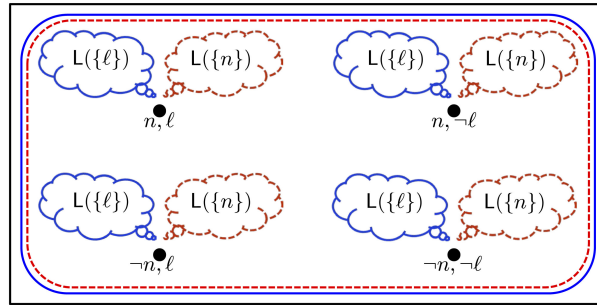 L({ℓ}) L({n}) L({ℓ}) L({n})
n, ℓ n, ¬ℓ
L({ℓ}) L({n}) L({ℓ}) L({n})
¬n, ℓ ¬n, ¬ℓ